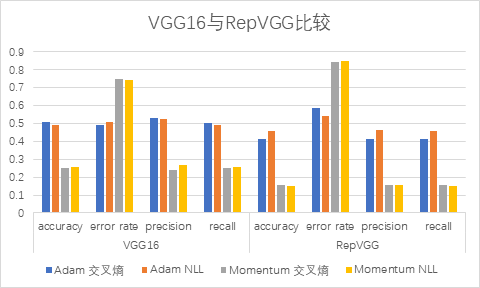 VGG16与RepVGG比较
0.9
0.8
0.7
0.6
0.5
0.4
0.3
0.2
0.1
0
accuracy error rate precision recall accuracy error rate precision recall
VGG16 RepVGG
Adam 交叉熵 Adam NLL Momentum 交叉熵 Momentum NLL